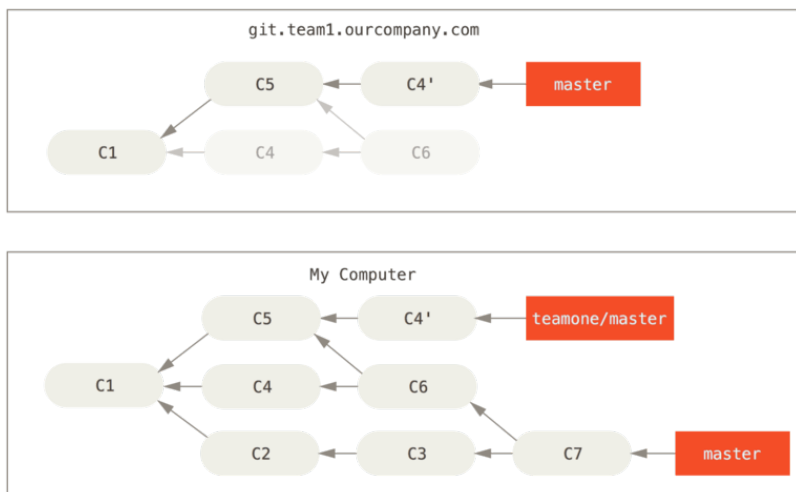 git.team1.ourcompany.com
C5 C4' master
C1 C4 C6
My Computer
C5 C4' teamone/master
C1 C4 C6
C2 C3 C7 master